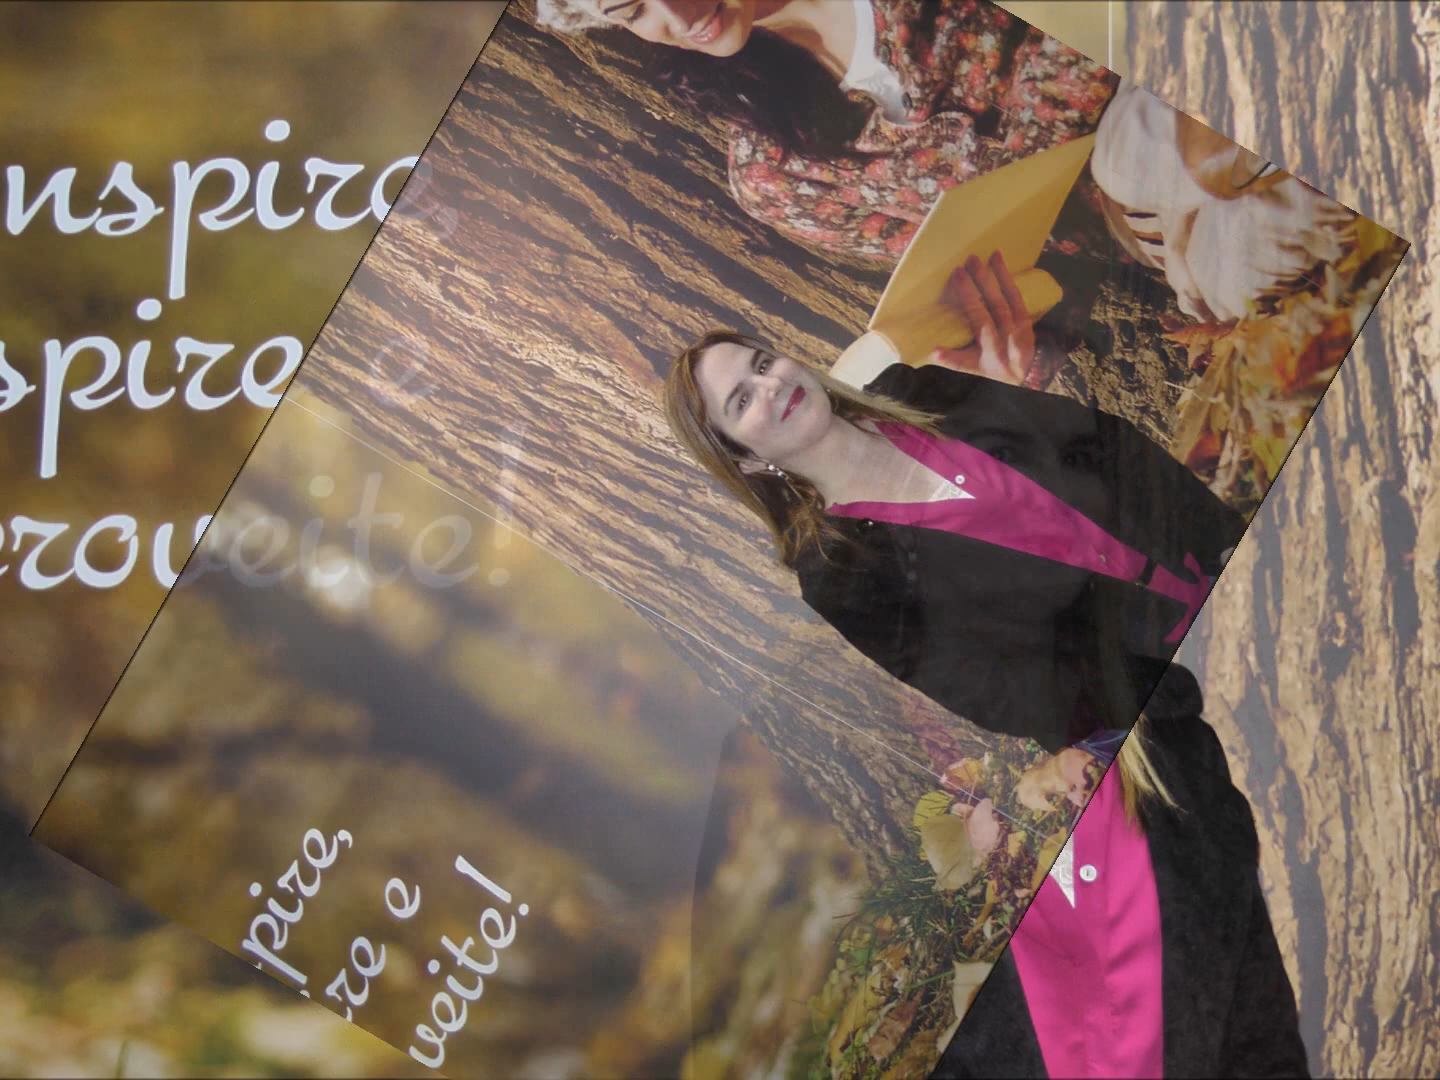 nspire,
spire e
roveite!
pire,
re e
veite!